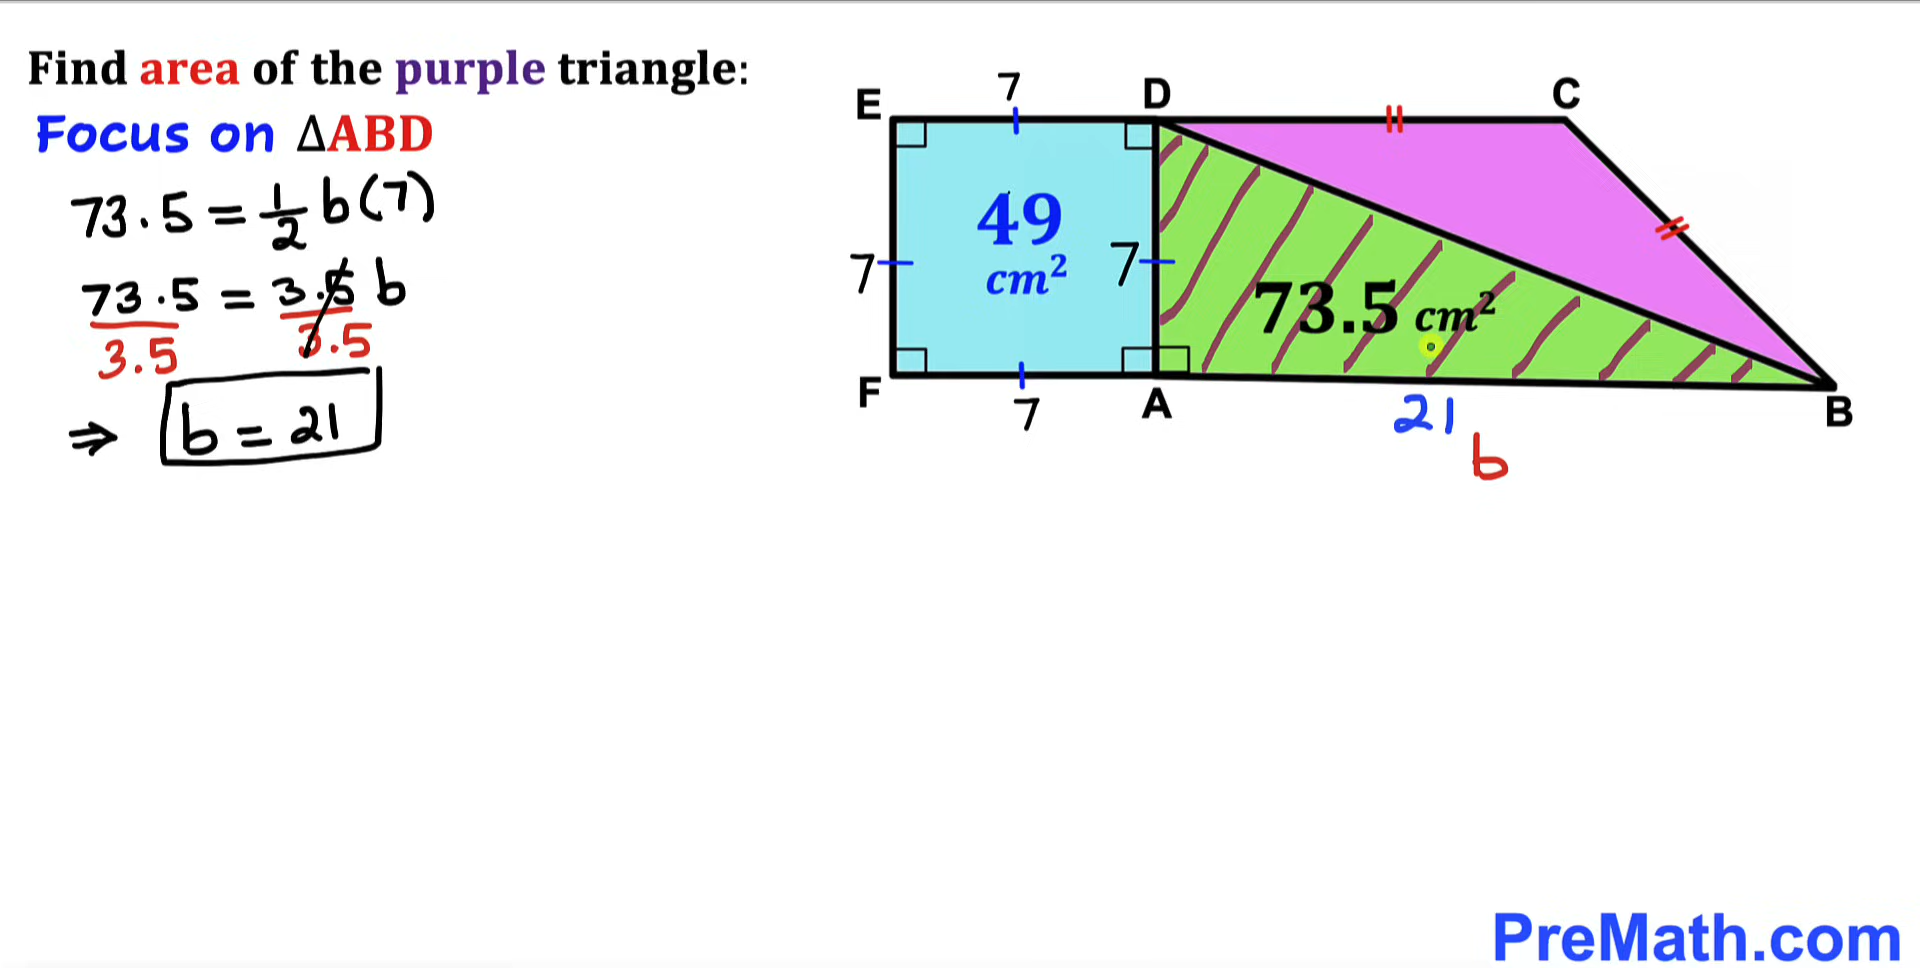 Find area of the purple triangle:
Focus on ΔABD
73.5 = 1/2 b(7)
73.5 = 3.5 b
3.5 3.5
⇒ b = 21
E 7 D C
49
cm²
7 7
73.5 cm²
F 7 A 21 B
b
PreMath.com